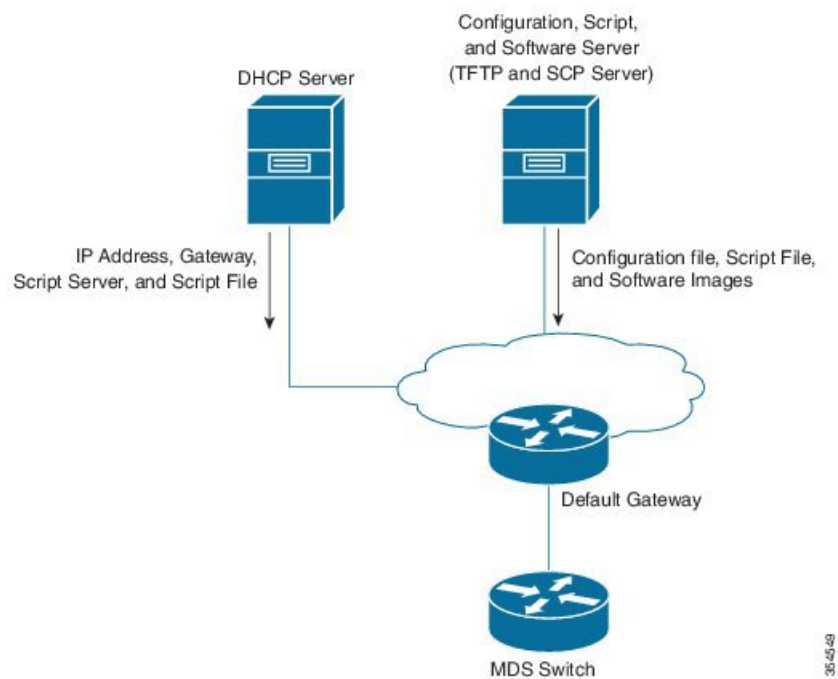 Configuration, Script,
and Software Server
(TFTP and SCP Server)
DHCP Server
IP Address, Gateway,
Script Server, and Script File
Configuration file, Script File,
and Software Images
Default Gateway
MDS Switch
354549